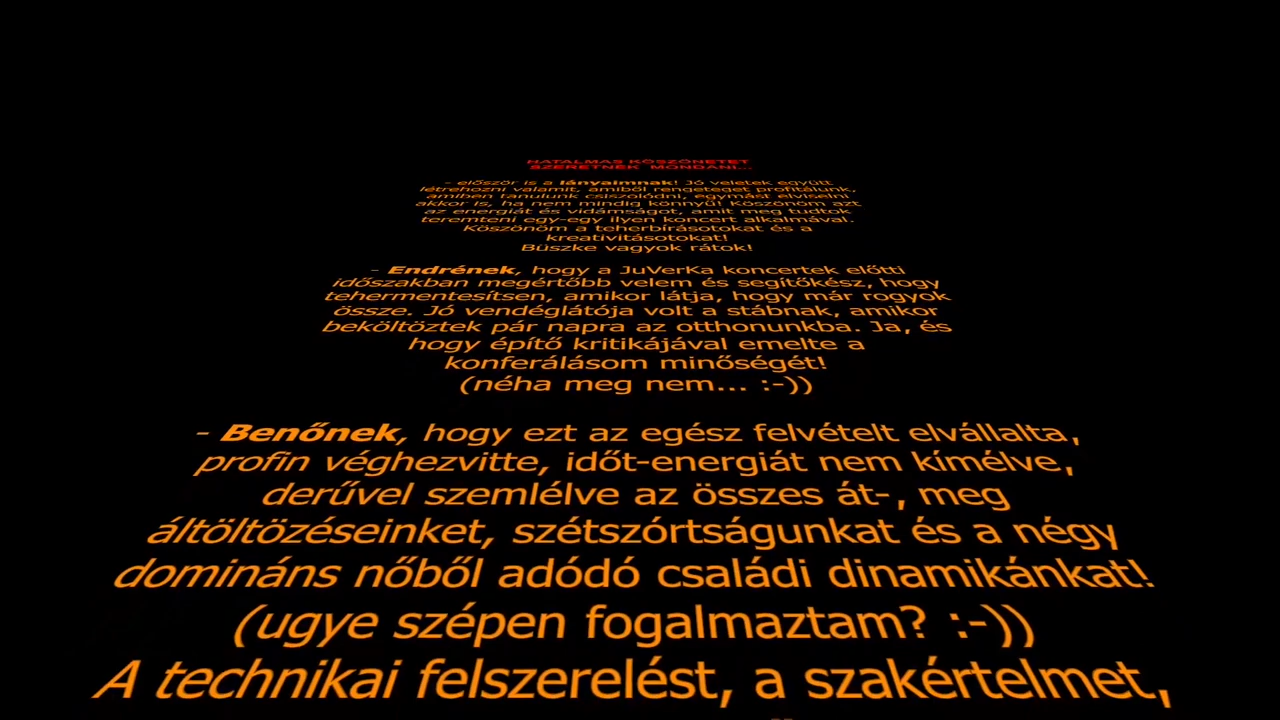 HATALMAS KÖSZÖNETET
SZERETNÉK MONDANI...
- először is a lányaimnak! Jó veletek együtt
létrehozni valamit, amiből rengeteget profitálunk,
amiben tanulunk csiszolódni, egymást elviselni
akkor is, ha nem mindig könnyű! Köszönöm azt
az energiát és vidámságot, amit meg tudtok
teremteni egy-egy ilyen koncert alkalmával.
Köszönöm a teherbírásotokat és a
kreativitásotokat!
Büszke vagyok rátok!
- Endrének, hogy a JuVerKa koncertek előtti
időszakban megértőbb velem és segítőkész, hogy
tehermentesítsen, amikor látja, hogy már rogyok
össze. Jó vendéglátója volt a stábnak, amikor
beköltöztek pár napra az otthonunkba. Ja, és
hogy építő kritikájával emelte a
konferálásom minőségét!
(néha meg nem... :-))
- Benőnek, hogy ezt az egész felvételt elvállalta,
profin véghezvitte, időt-energiát nem kímélve,
derűvel szemlélve az összes át-, meg
áltöltözéseinket, szétszórtságunkat és a négy
domináns nőből adódó családi dinamikánkat!
(ugye szépen fogalmaztam? :-))
A technikai felszerelést, a szakértelmet,